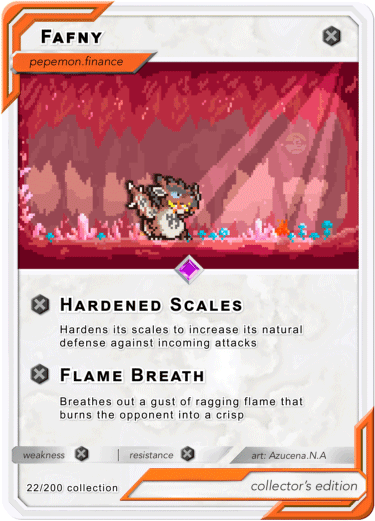 Fafny
pepemon.finance
Hardened Scales
Hardens its scales to increase its natural
defense against incoming attacks
Flame Breath
Breathes out a gust of ragging flame that
burns the opponent into a crisp
weakness | resistance art: Azucena.N.A
22/200 collection collector's edition